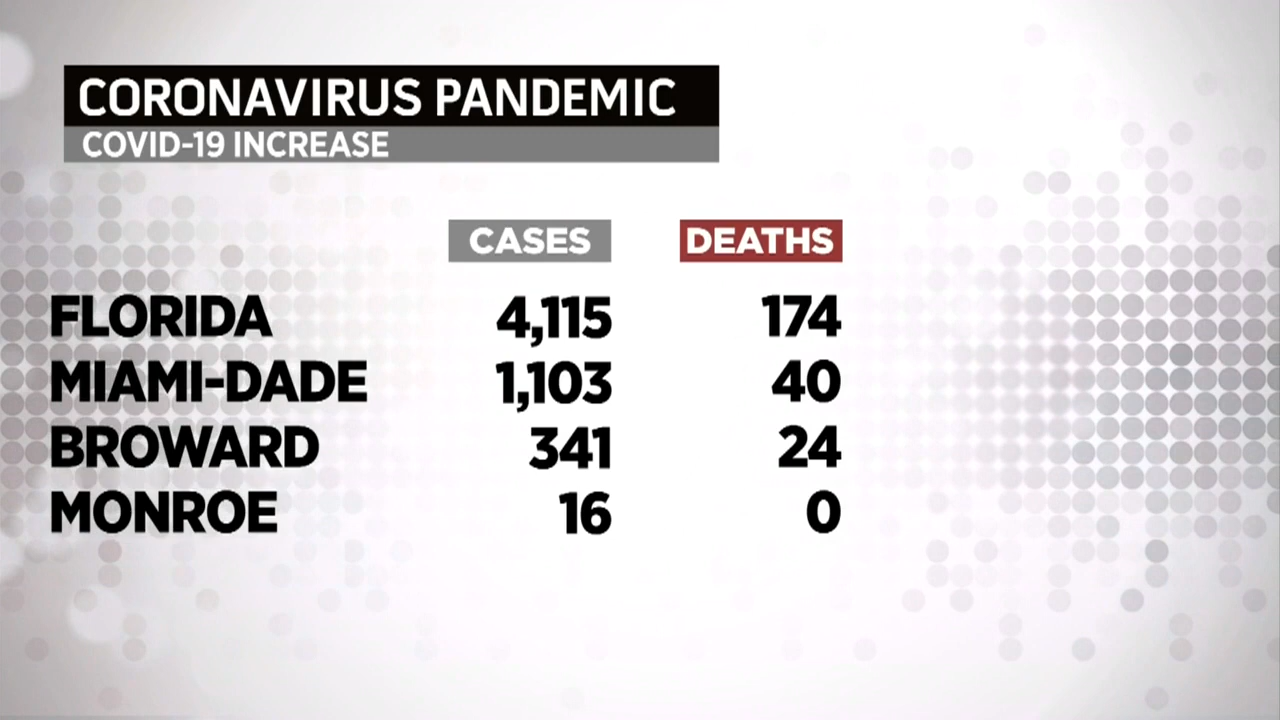 CORONAVIRUS PANDEMIC
COVID-19 INCREASE
CASES DEATHS
FLORIDA 4,115 174
MIAMI-DADE 1,103 40
BROWARD 341 24
MONROE 16 0